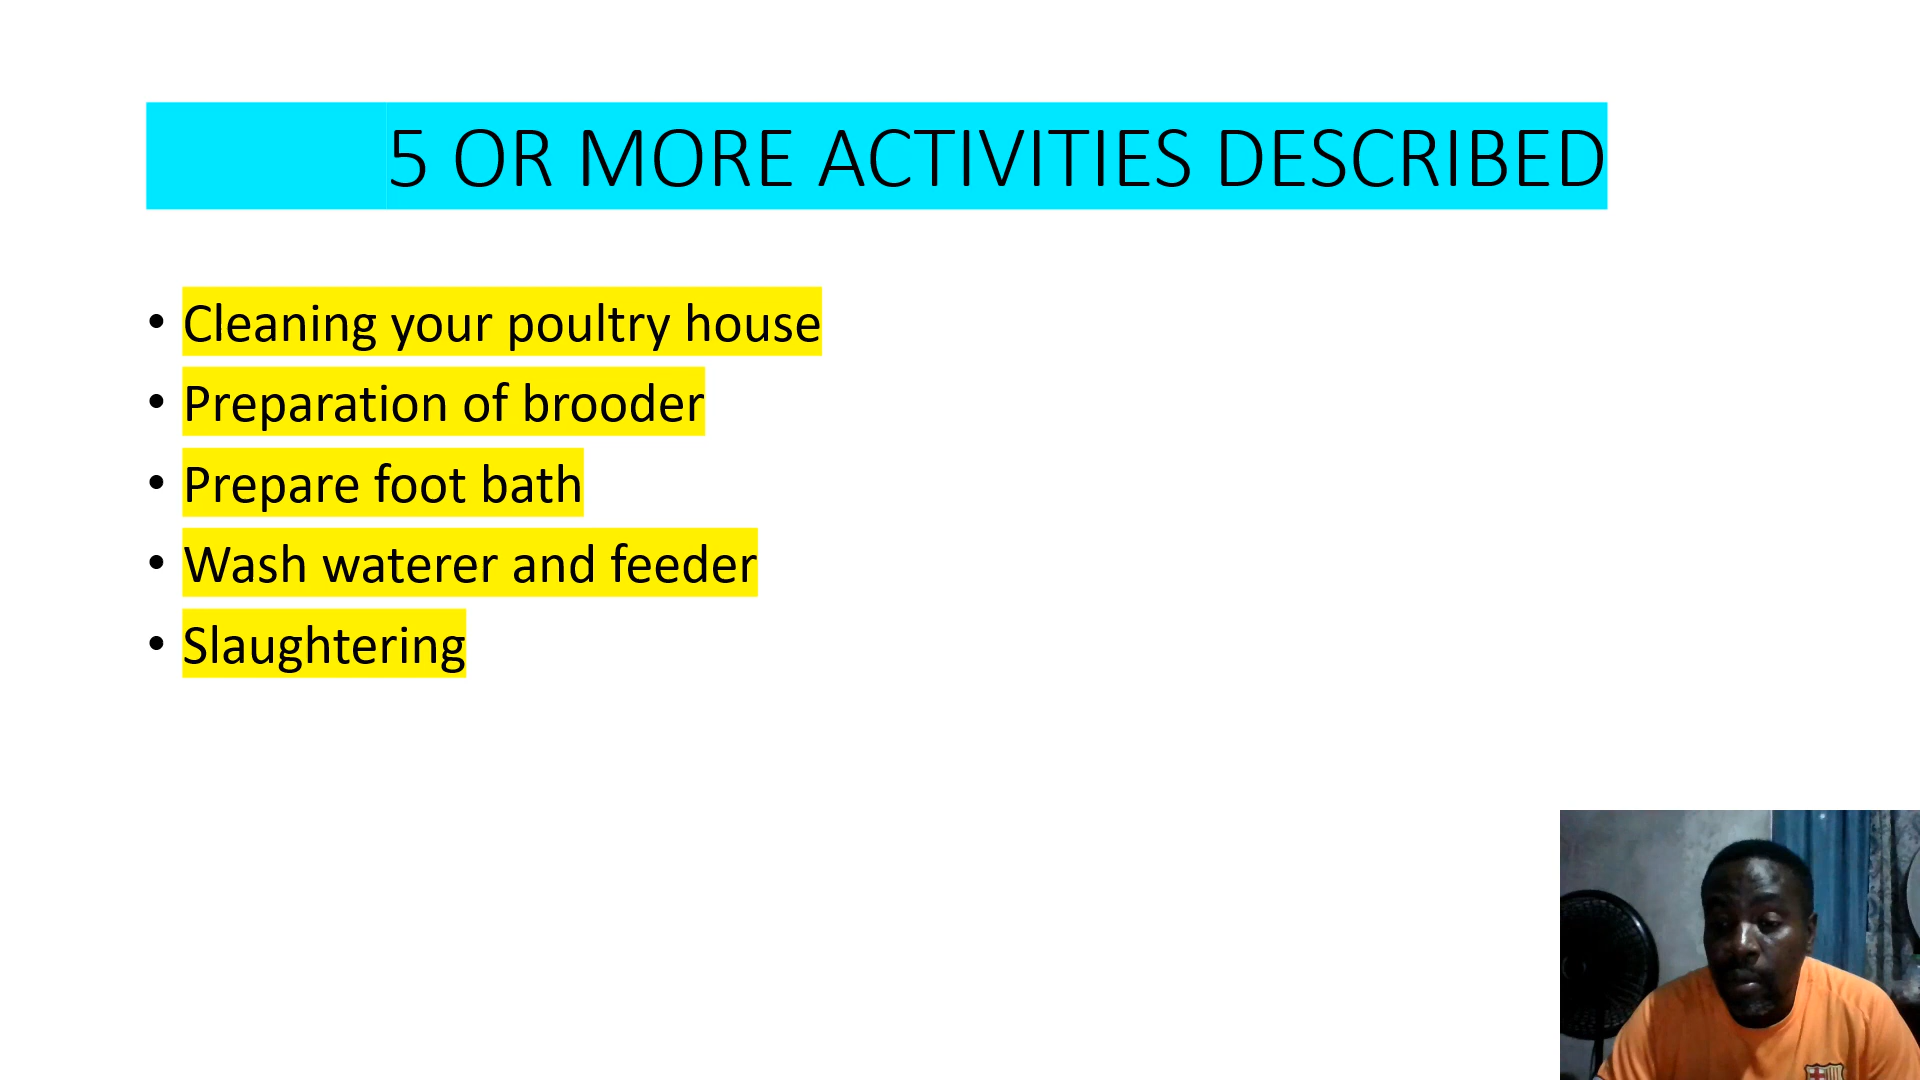 5 OR MORE ACTIVITIES DESCRIBED
• Cleaning your poultry house
• Preparation of brooder
• Prepare foot bath
• Wash waterer and feeder
• Slaughtering